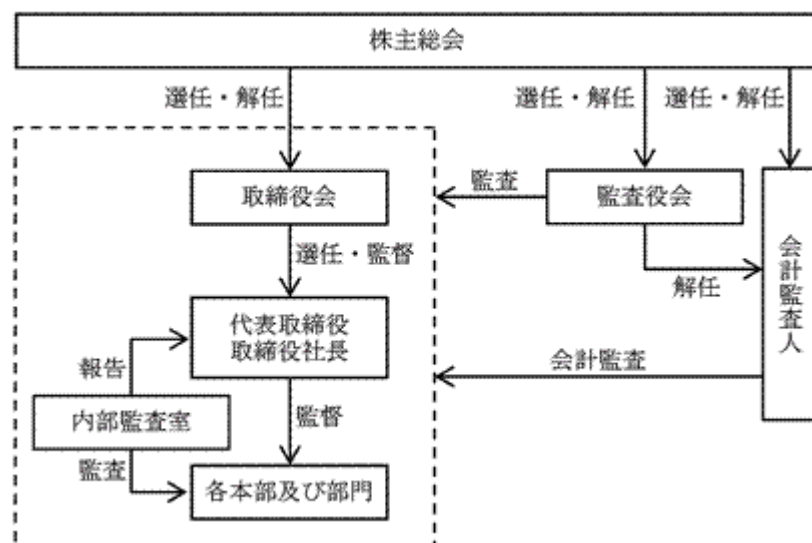 株主総会
選任・解任
選任・解任
選任・解任
取締役会
監査
監査役会
会計監査人
選任・監督
解任
代表取締役
取締役社長
報告
会計監査
内部監査室
監督
監査
各本部及び部門